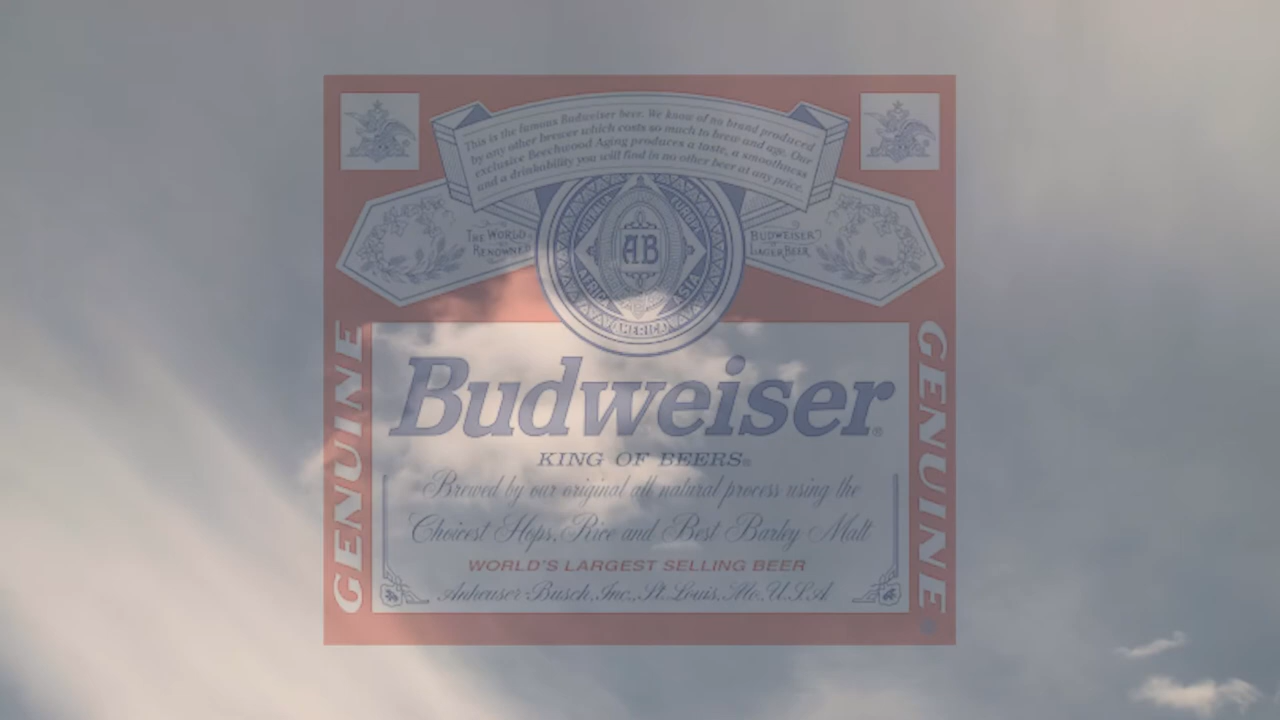 This is the famous Budweiser beer. We know of no brand produced
by any other brewer which costs so much to brew and age. Our
exclusive Beechwood Aging produces a taste, a smoothness
and a drinkability you will find in no other beer at any price.
THE WORLD
RENOWNED
BUDWEISER
LAGER BEER
AUSTRALIA
EUROPE
AFRICA
ASIA
AMERICA
AB
GENUINE
GENUINE
Budweiser®
KING OF BEERS®
Brewed by our original all natural process using the
Choicest Hops, Rice and Best Barley Malt
WORLD'S LARGEST SELLING BEER
Anheuser-Busch, Inc., St. Louis, Mo., U.S.A.